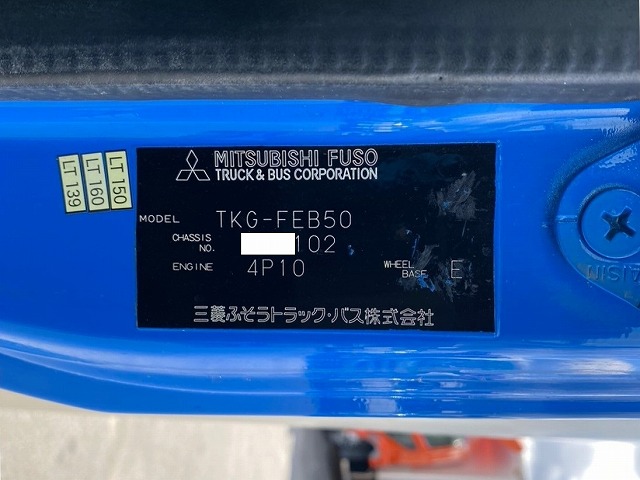 MITSUBISHI FUSO
TRUCK & BUS CORPORATION
MODEL TKG-FEB50
CHASSIS NO. 102
ENGINE 4P10 WHEEL BASE E
三菱ふそうトラック・バス株式会社
LT 139
LT 160
LT 150